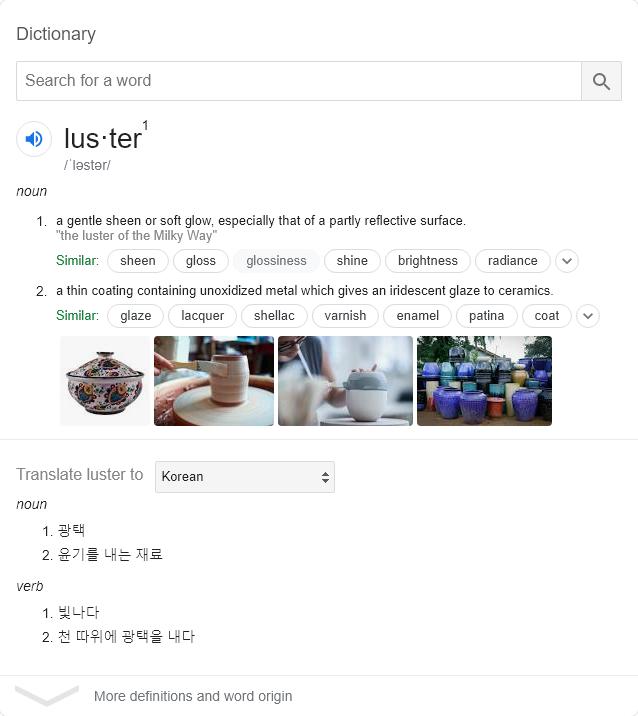 Dictionary
Search for a word
lus·ter1
/ˈləstər/
noun
1. a gentle sheen or soft glow, especially that of a partly reflective surface.
"the luster of the Milky Way"
Similar: sheen gloss glossiness shine brightness radiance
2. a thin coating containing unoxidized metal which gives an iridescent glaze to ceramics.
Similar: glaze lacquer shellac varnish enamel patina coat
Translate luster to Korean
noun
1. 광택
2. 윤기를 내는 재료
verb
1. 빛나다
2. 천 따위에 광택을 내다
More definitions and word origin